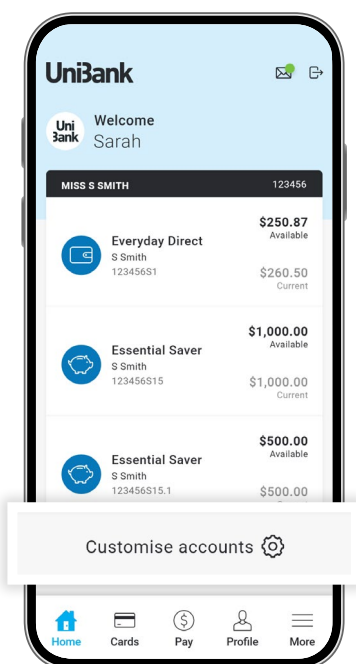 UniBank
Uni
Bank
Welcome
Sarah
MISS S SMITH 123456
Everyday Direct
S Smith
123456S1
$250.87
Available
$260.50
Current
Essential Saver
S Smith
123456S15
$1,000.00
Available
$1,000.00
Current
Essential Saver
S Smith
123456S15.1
$500.00
Available
$500.00
Customise accounts
Home Cards Pay Profile More